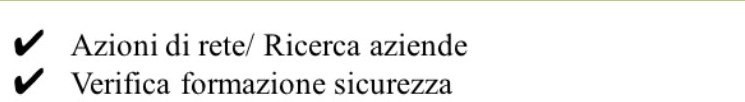 ✔ Azioni di rete/ Ricerca aziende
✔ Verifica formazione sicurezza